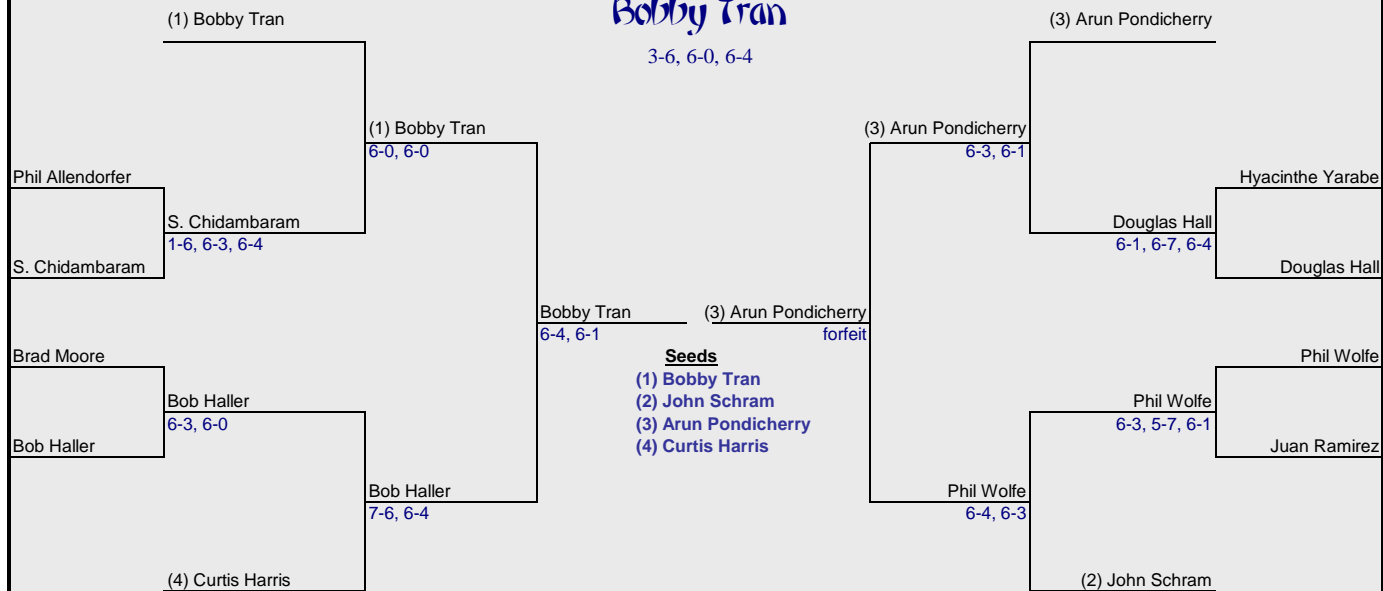 Bobby Tran
3-6, 6-0, 6-4
(1) Bobby Tran
(3) Arun Pondicherry
(1) Bobby Tran
6-0, 6-0
(3) Arun Pondicherry
6-3, 6-1
Phil Allendorfer
Hyacinthe Yarabe
S. Chidambaram
1-6, 6-3, 6-4
Douglas Hall
6-1, 6-7, 6-4
S. Chidambaram
Douglas Hall
Bobby Tran
6-4, 6-1
(3) Arun Pondicherry
forfeit
Seeds
(1) Bobby Tran
(2) John Schram
(3) Arun Pondicherry
(4) Curtis Harris
Brad Moore
Phil Wolfe
Bob Haller
6-3, 6-0
Phil Wolfe
6-3, 5-7, 6-1
Bob Haller
Juan Ramirez
Bob Haller
7-6, 6-4
Phil Wolfe
6-4, 6-3
(4) Curtis Harris
(2) John Schram